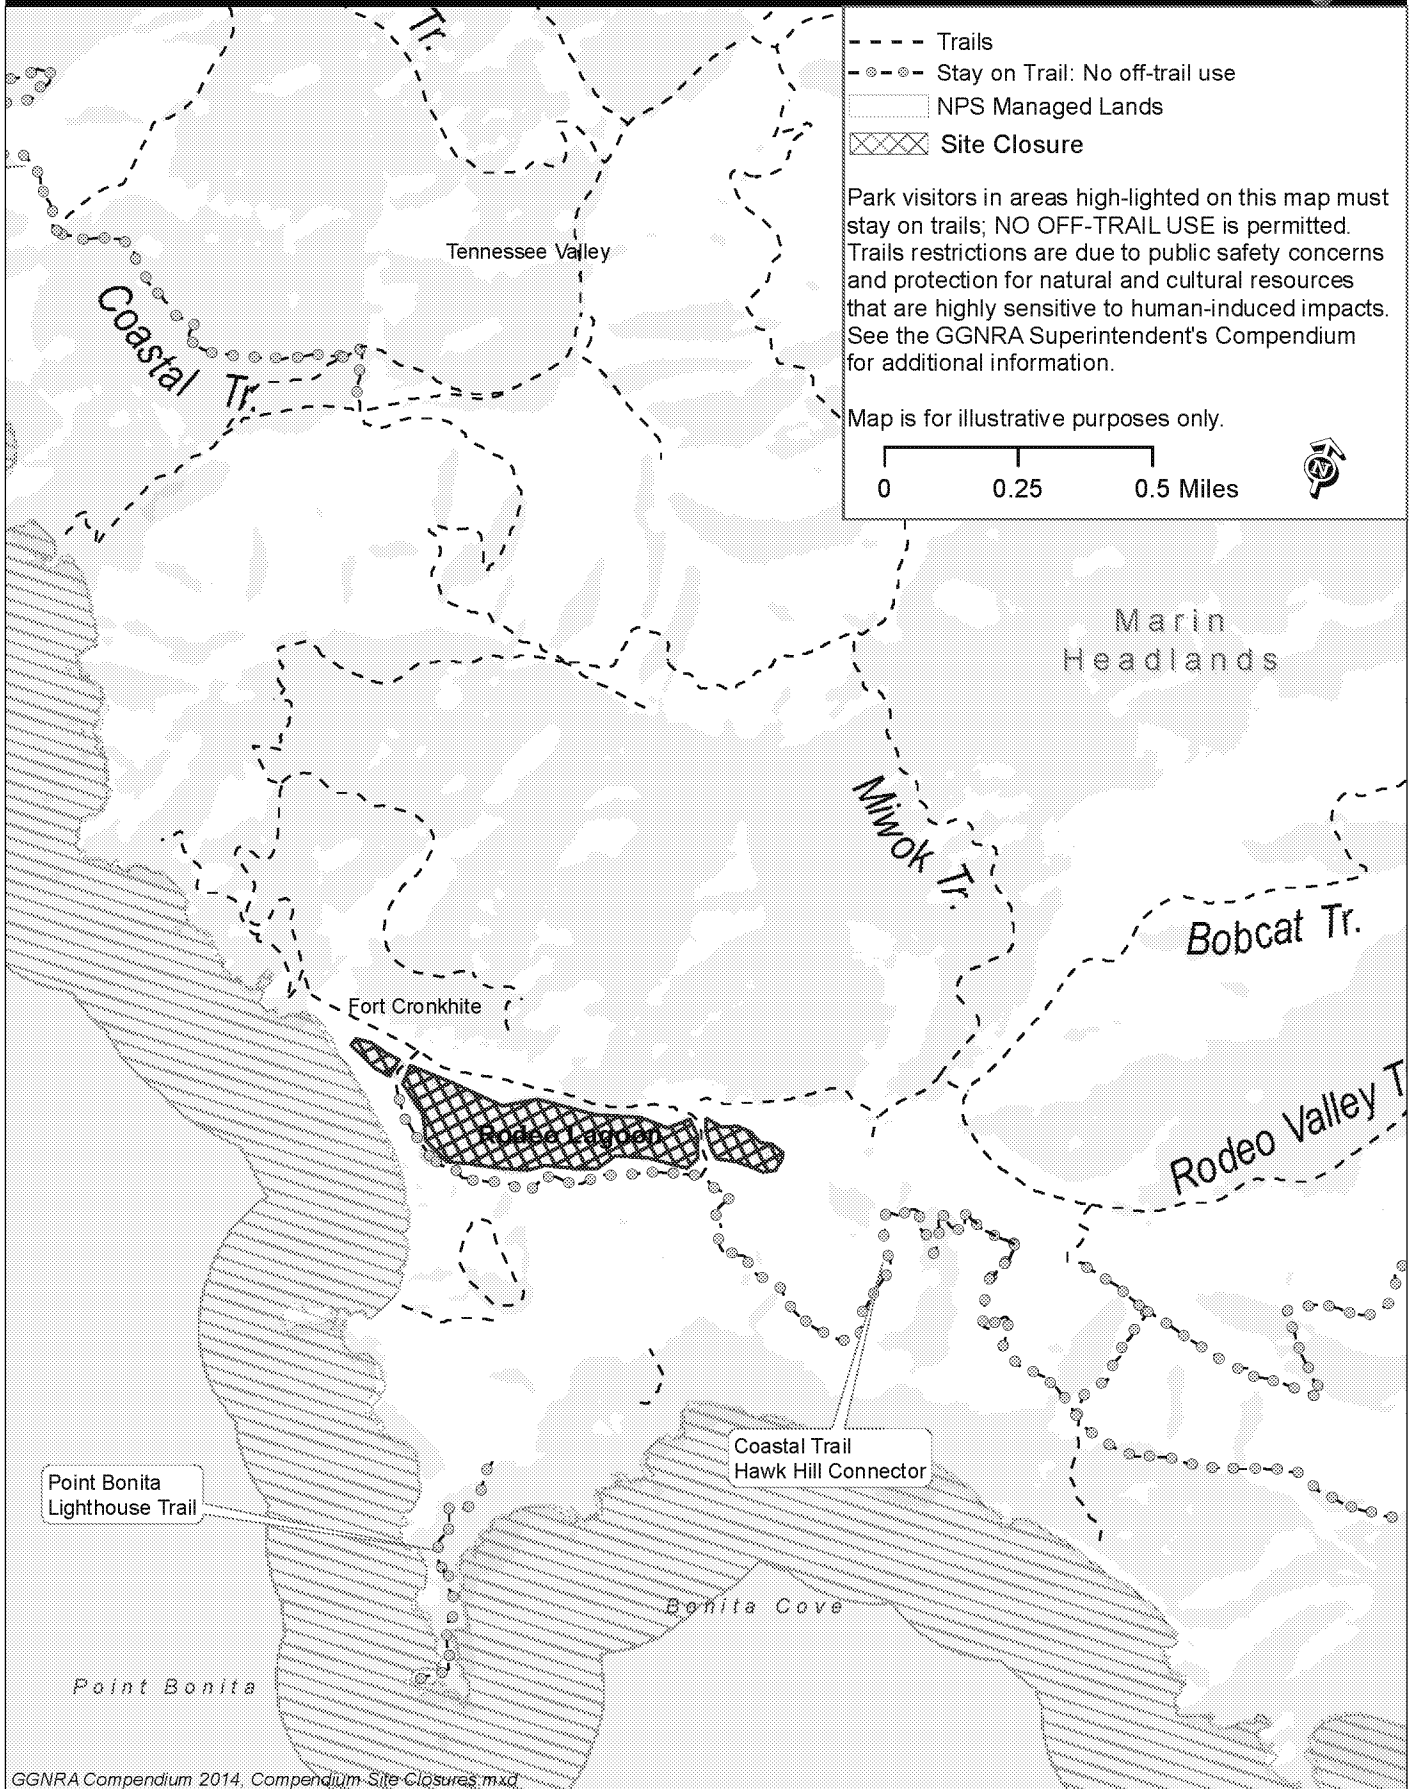 Tr.
Trails
Stay on Trail: No off-trail use
NPS Managed Lands
Site Closure
Park visitors in areas high-lighted on this map must
stay on trails; NO OFF-TRAIL USE is permitted.
Trails restrictions are due to public safety concerns
and protection for natural and cultural resources
that are highly sensitive to human-induced impacts.
See the GGNRA Superintendent's Compendium
for additional information.
Map is for illustrative purposes only.
0 0.25 0.5 Miles
N
Tennessee Valley
Coastal Tr.
Marin
Headlands
Miwok Tr.
Bobcat Tr.
Fort Cronkhite
Rodeo Lagoon
Rodeo Valley T
Coastal Trail
Hawk Hill Connector
Point Bonita
Lighthouse Trail
Bonita Cove
Point Bonita
GGNRA Compendium 2014, Compendium Site Closures.mxd